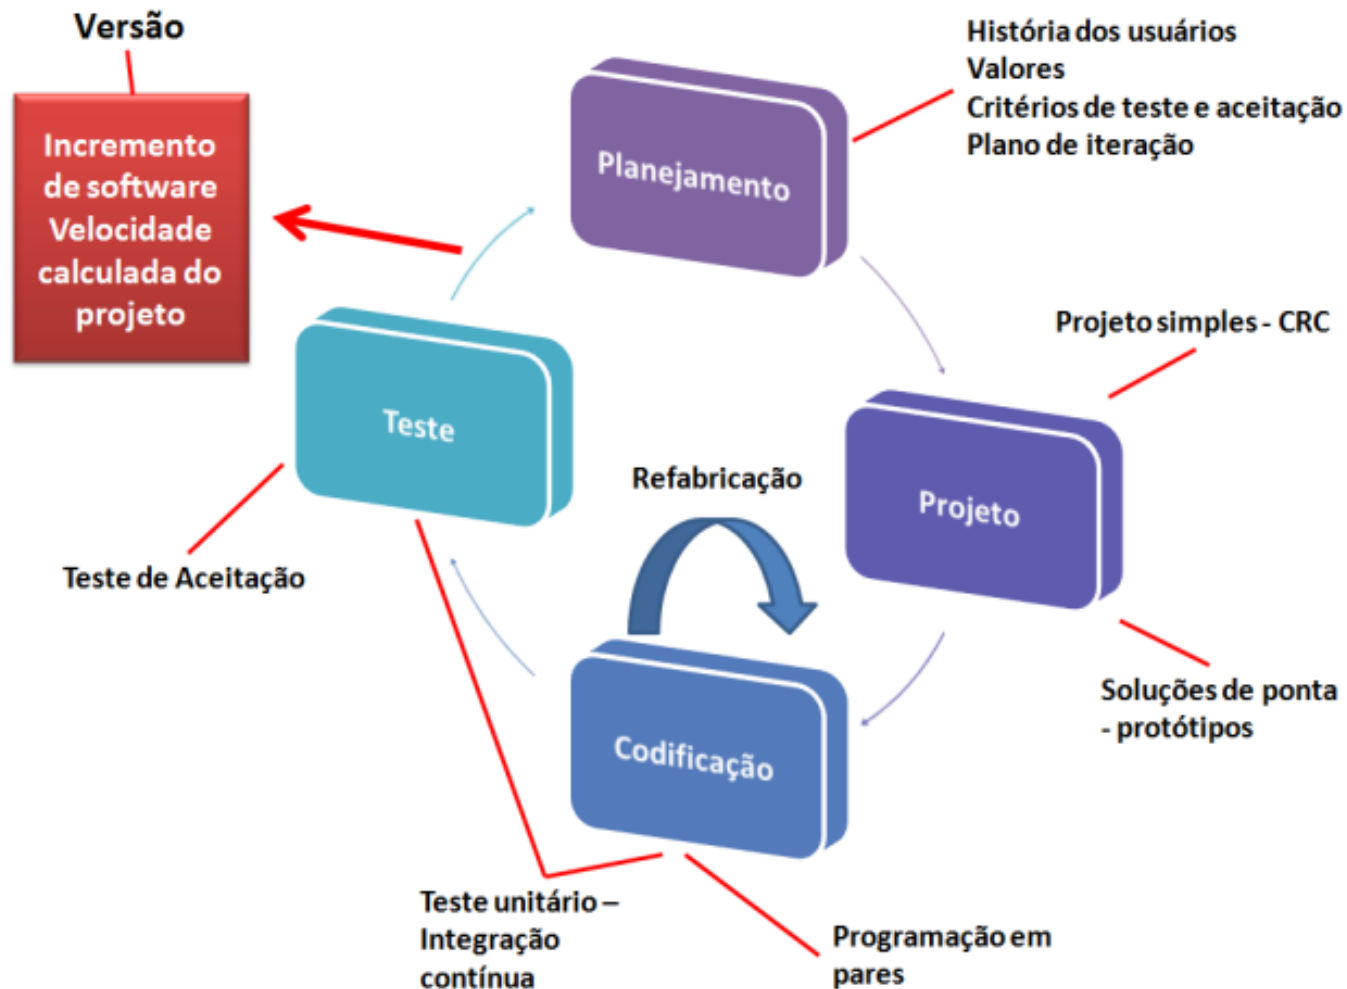 Versão
Incremento
de software
Velocidade
calculada do
projeto
Planejamento
História dos usuários
Valores
Critérios de teste e aceitação
Plano de iteração
Projeto simples - CRC
Projeto
Soluções de ponta
- protótipos
Refabricação
Codificação
Programação em
pares
Teste unitário –
Integração
contínua
Teste
Teste de Aceitação